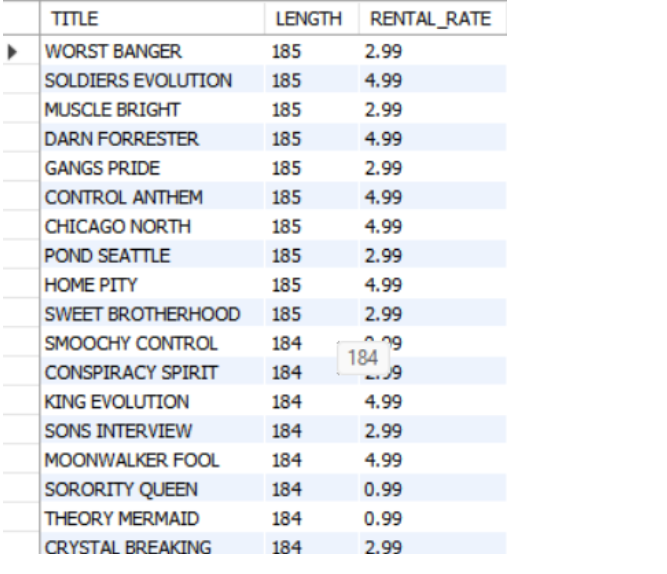 TITLE LENGTH RENTAL_RATE
WORST BANGER 185 2.99
SOLDIERS EVOLUTION 185 4.99
MUSCLE BRIGHT 185 2.99
DARN FORRESTER 185 4.99
GANGS PRIDE 185 2.99
CONTROL ANTHEM 185 4.99
CHICAGO NORTH 185 4.99
POND SEATTLE 185 2.99
HOME PITY 185 4.99
SWEET BROTHERHOOD 185 2.99
SMOOCHY CONTROL 184
184
CONSPIRACY SPIRIT 184
KING EVOLUTION 184 4.99
SONS INTERVIEW 184 2.99
MOONWALKER FOOL 184 4.99
SORORITY QUEEN 184 0.99
THEORY MERMAID 184 0.99
CRYSTAL BREAKING 184 2.99